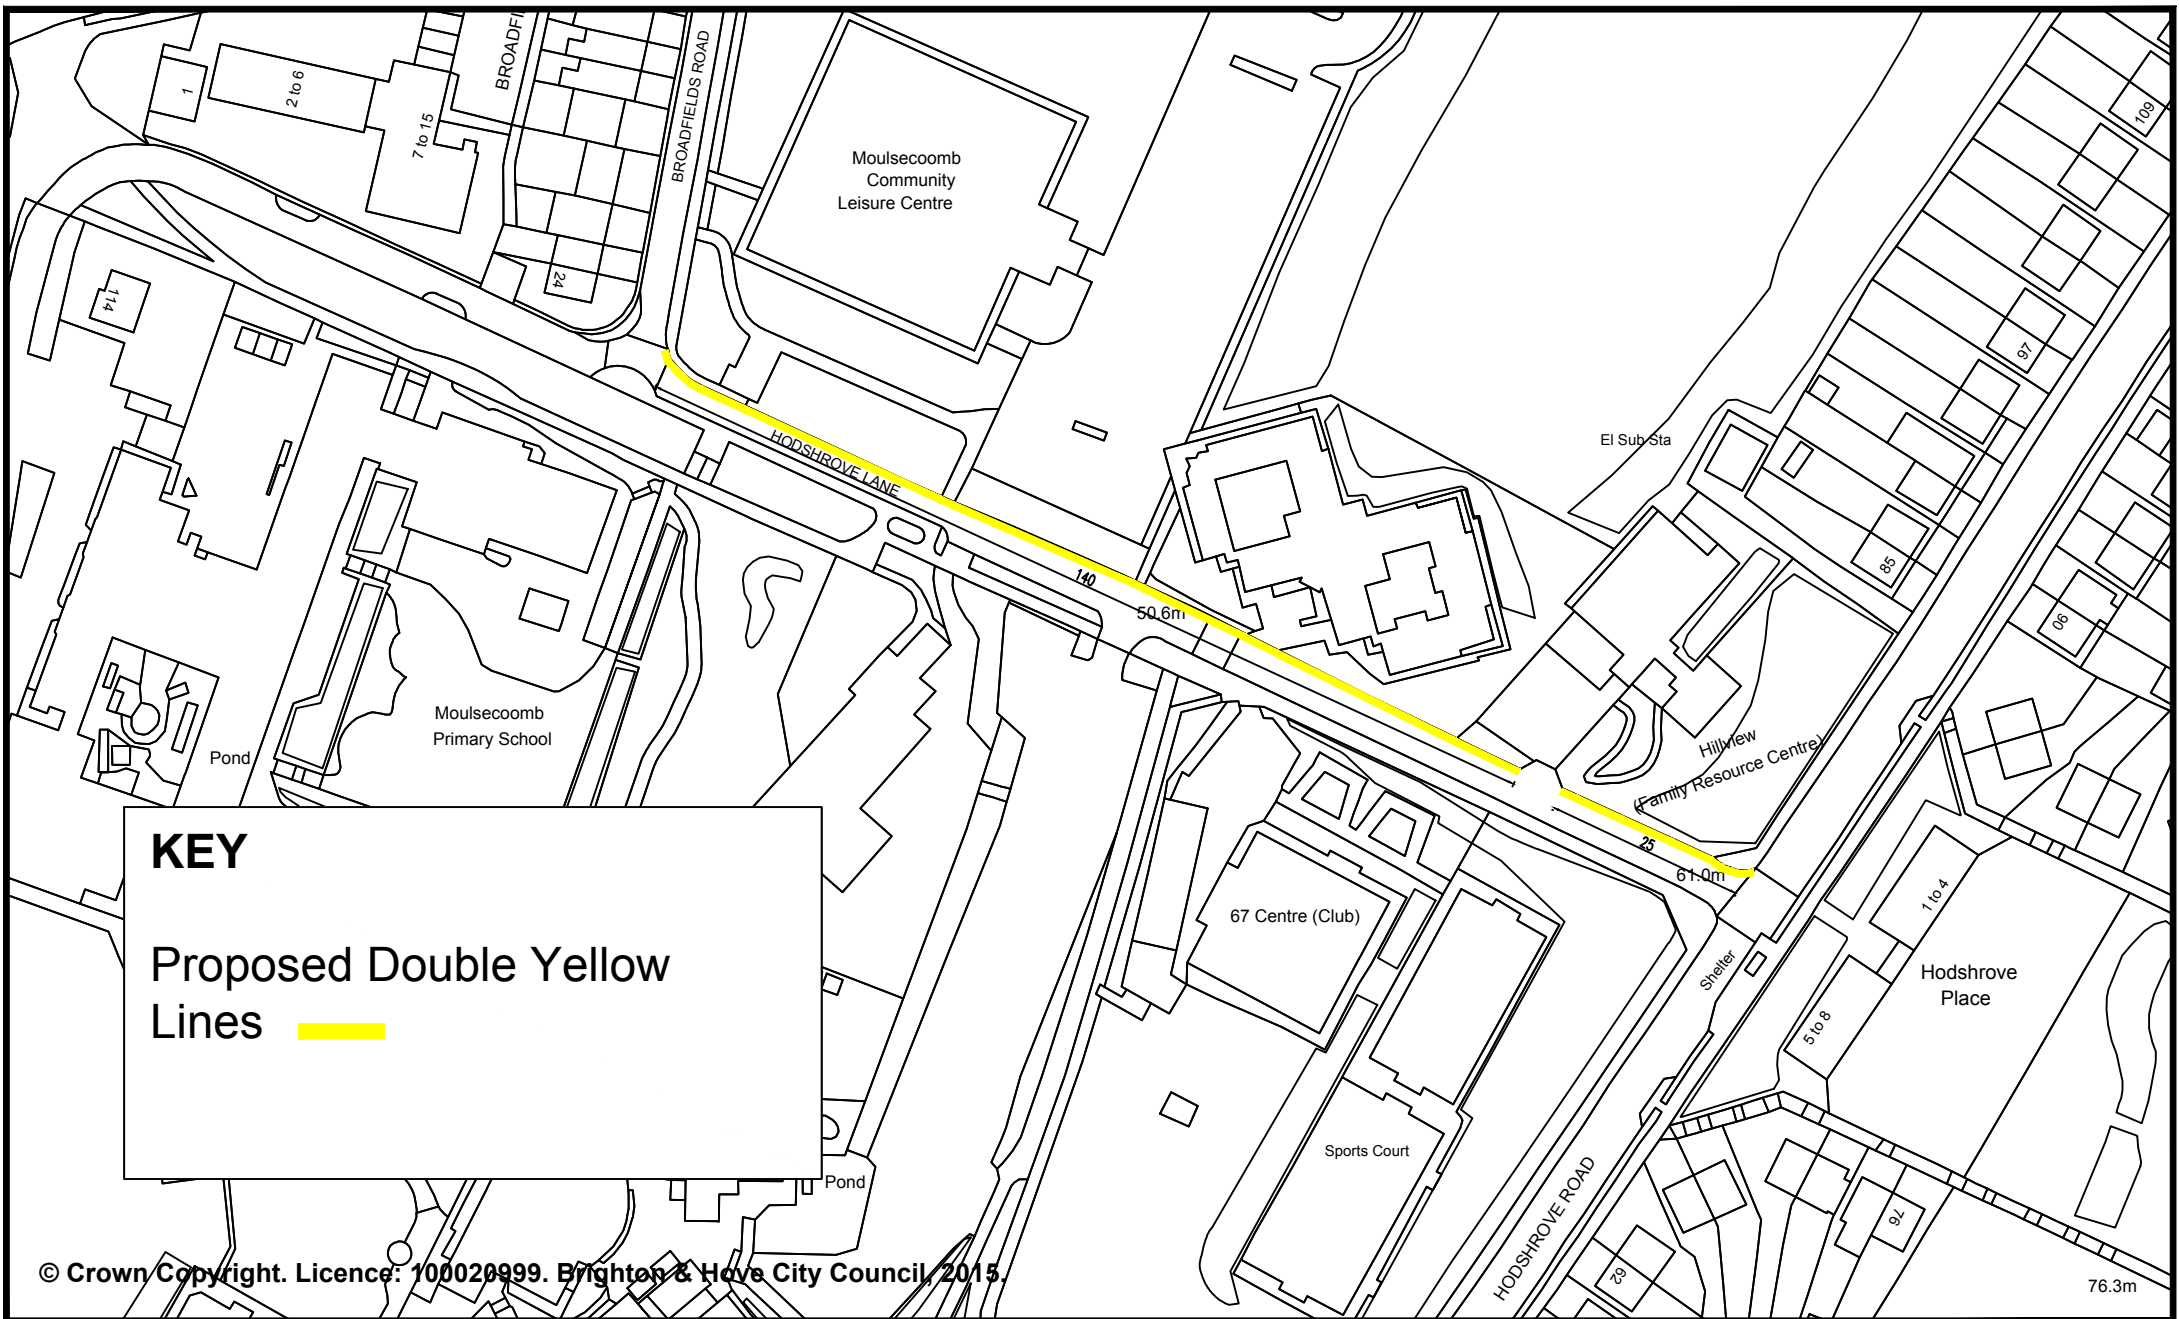 1
2 to 6
7 to 15
BROADFI
BROADFIELDS ROAD
24
114
Moulsecoomb
Community
Leisure Centre
109
97
El Sub Sta
85
90
HODSHROVE LANE
140
50.6m
Moulsecoomb
Primary School
Pond
Hillview
(Family Resource Centre)
25
61.0m
67 Centre (Club)
1 to 4
Shelter
Hodshrove
Place
5 to 8
KEY
Proposed Double Yellow
Lines
Sports Court
Pond
HODSHROVE ROAD
76
62
76.3m
© Crown Copyright. Licence: 100020999. Brighton & Hove City Council, 2015.